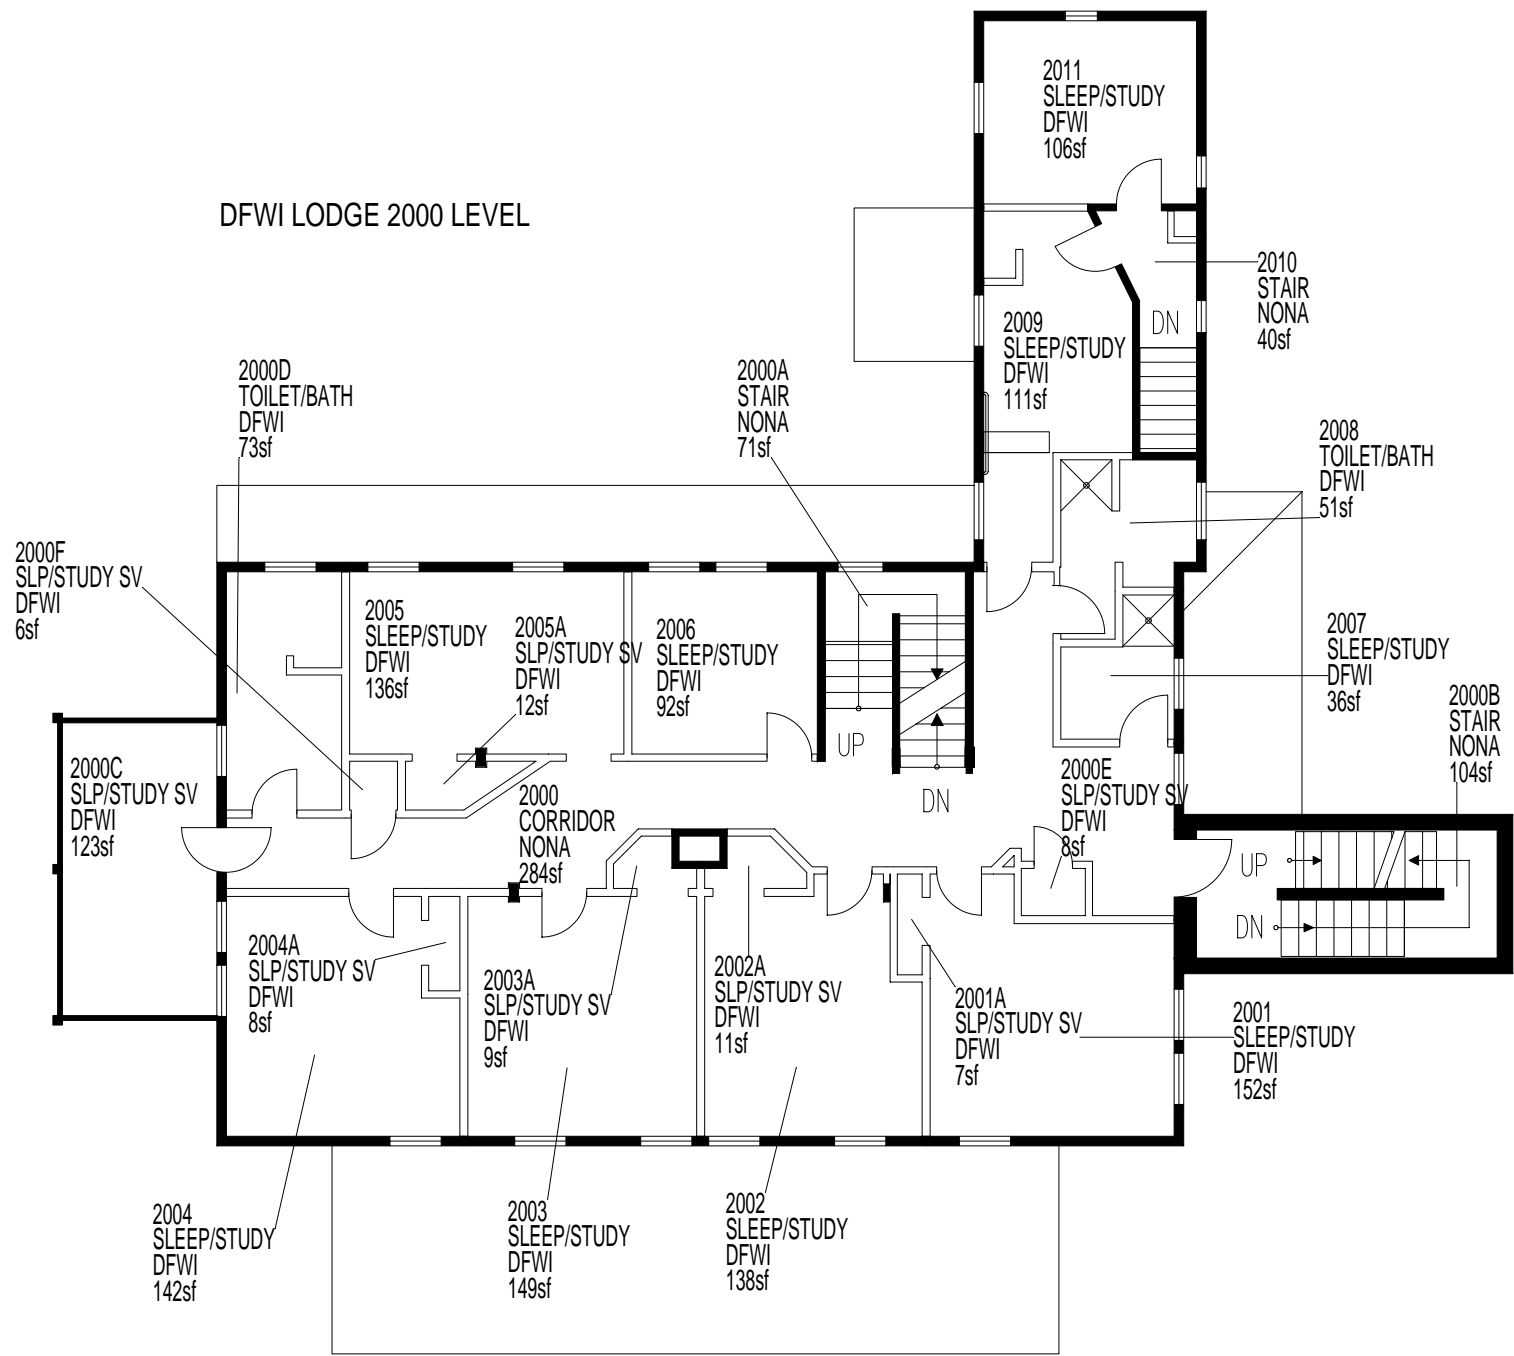 2011
SLEEP/STUDY
DFWI
106sf
DFWI LODGE 2000 LEVEL
2010
STAIR
NONA
40sf
DN
2009
SLEEP/STUDY
DFWI
111sf
2000D
TOILET/BATH
DFWI
73sf
2000A
STAIR
NONA
71sf
2008
TOILET/BATH
DFWI
51sf
2000F
SLP/STUDY SV
DFWI
6sf
2005
SLEEP/STUDY
DFWI
136sf
2005A
SLP/STUDY SV
DFWI
12sf
2006
SLEEP/STUDY
DFWI
92sf
2007
SLEEP/STUDY
DFWI
36sf
2000B
STAIR
NONA
104sf
UP
2000C
SLP/STUDY SV
DFWI
123sf
2000
CORRIDOR
NONA
284sf
DN
2000E
SLP/STUDY SV
DFWI
8sf
UP
DN
2004A
SLP/STUDY SV
DFWI
8sf
2003A
SLP/STUDY SV
DFWI
9sf
2002A
SLP/STUDY SV
DFWI
11sf
2001A
SLP/STUDY SV
DFWI
7sf
2001
SLEEP/STUDY
DFWI
152sf
2004
SLEEP/STUDY
DFWI
142sf
2003
SLEEP/STUDY
DFWI
149sf
2002
SLEEP/STUDY
DFWI
138sf